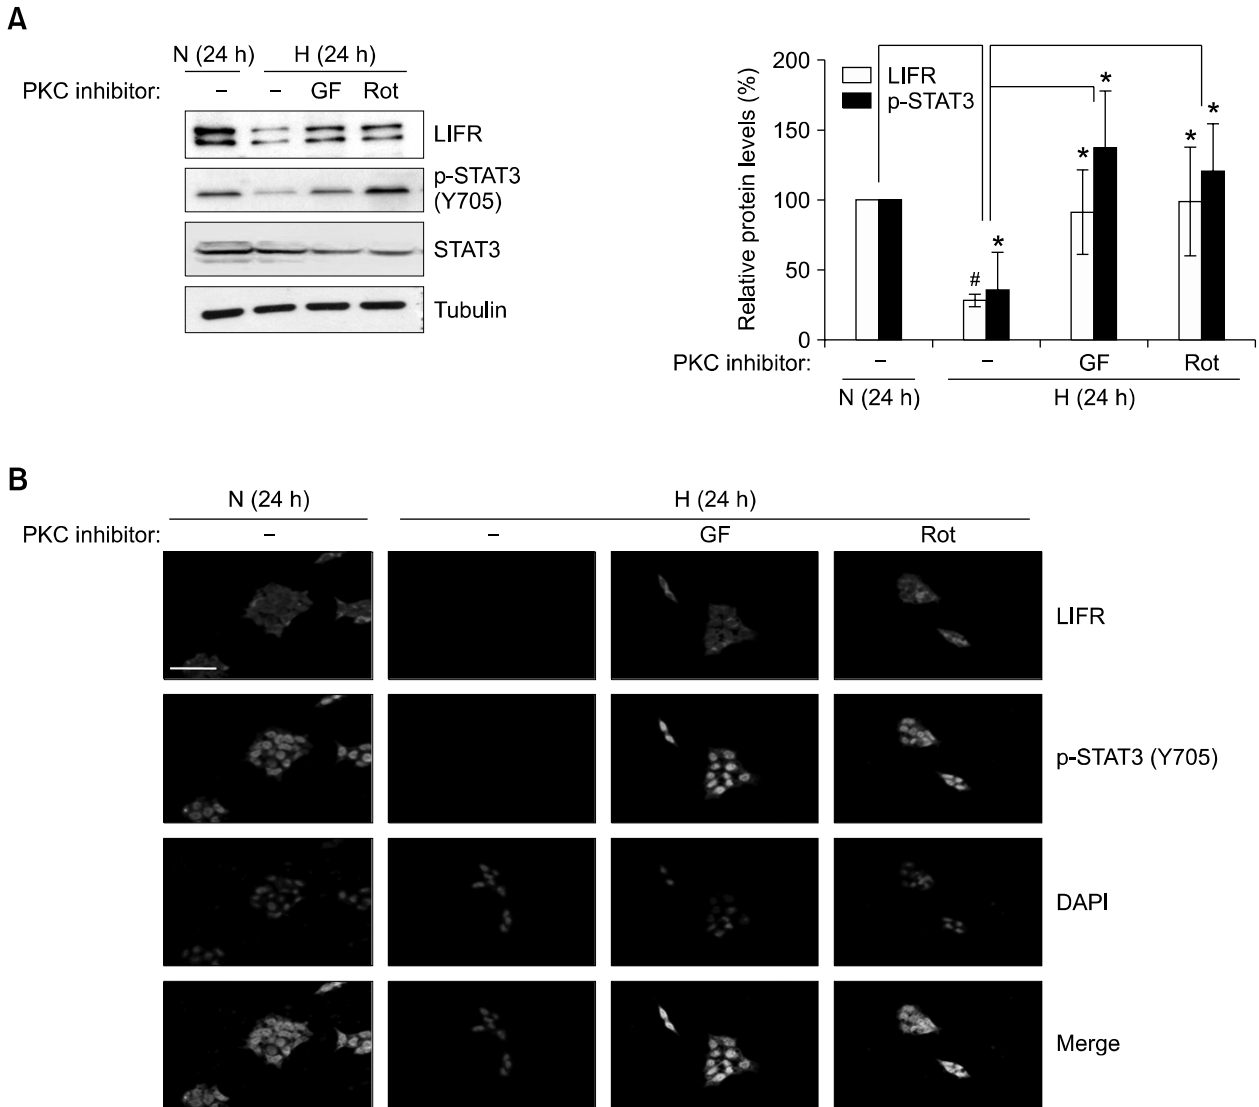 A
N (24 h) H (24 h)
PKC inhibitor: – – GF Rot
LIFR
p-STAT3
(Y705)
STAT3
Tubulin
Relative protein levels (%)
200
150
100
50
0
LIFR
p-STAT3
# * * * * *
PKC inhibitor: – – GF Rot
N (24 h) H (24 h)
B
N (24 h) H (24 h)
PKC inhibitor: – – GF Rot
LIFR
p-STAT3 (Y705)
DAPI
Merge